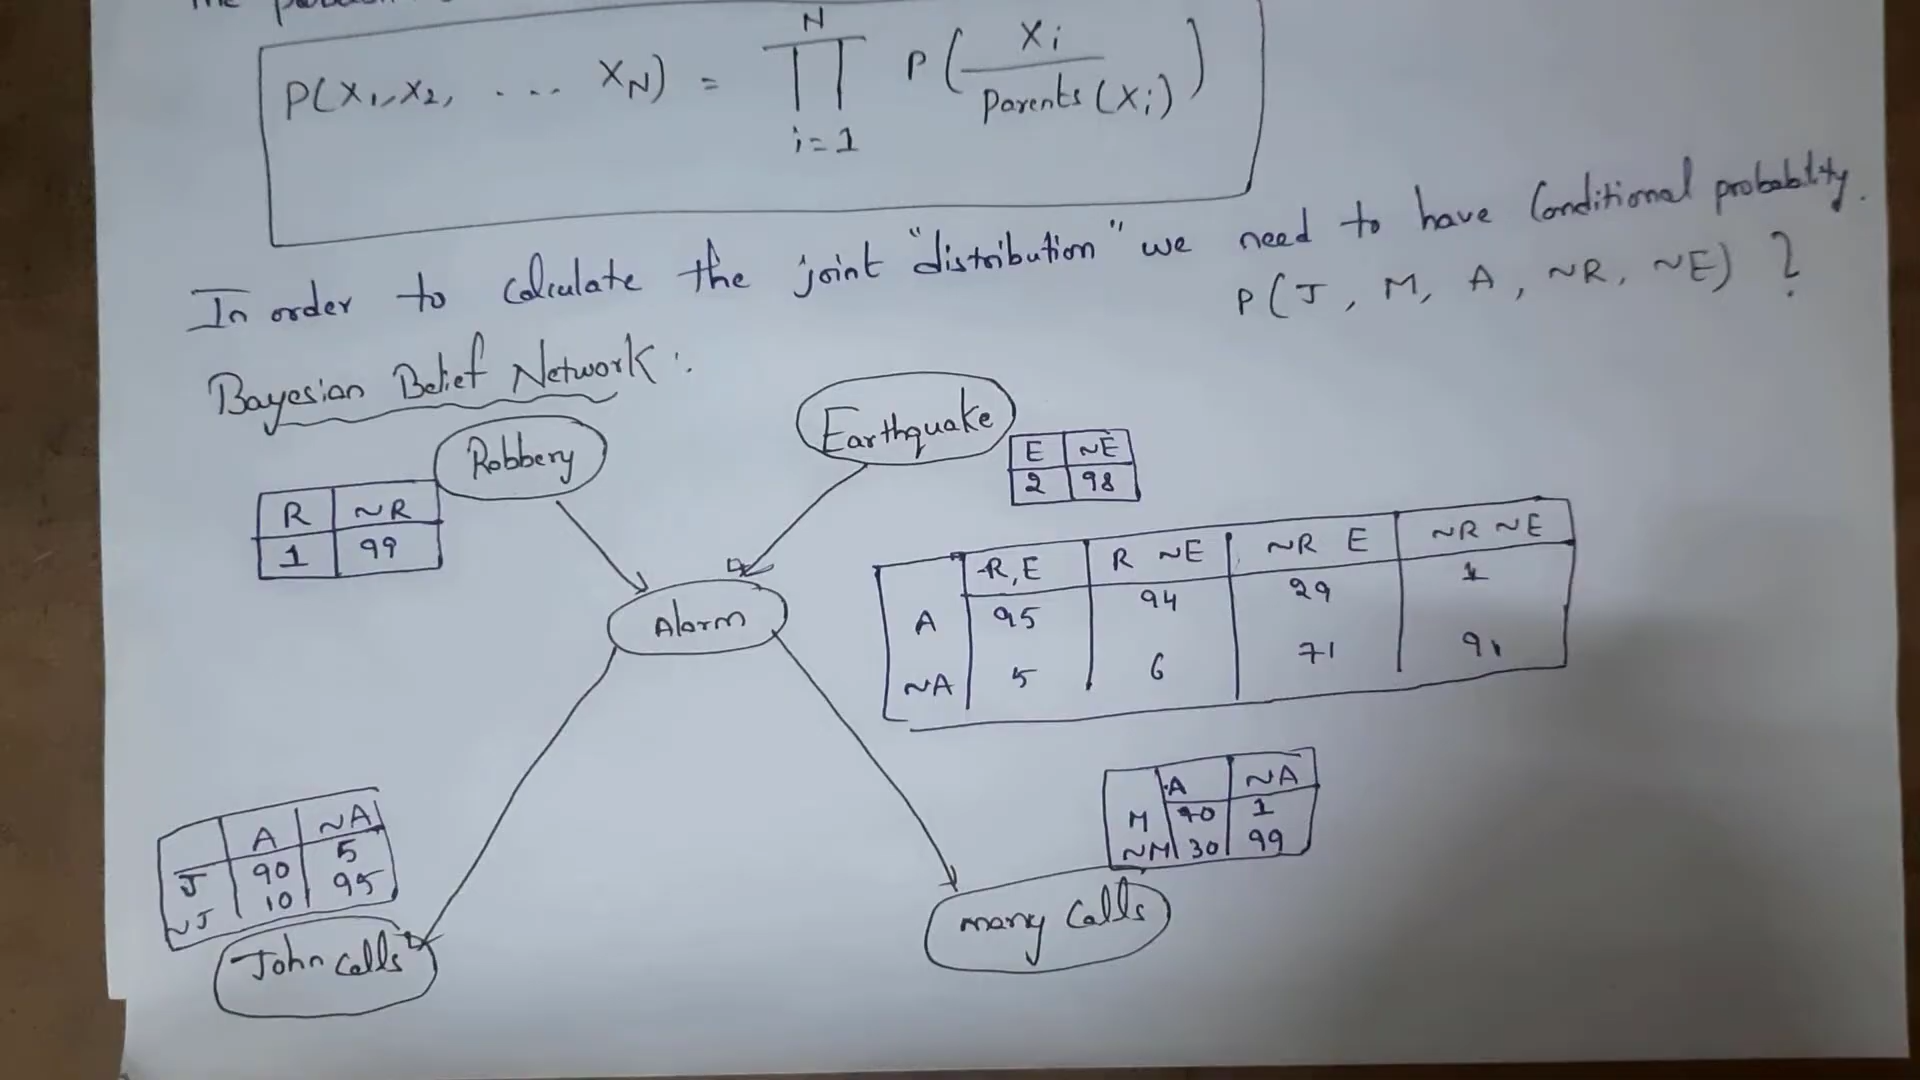 The
P(X1, X2, .... XN) = N ∏ i=1 P(Xi / Parents(Xi))
In order to calculate the joint "distribution" we need to have Conditional probability.
P(J, M, A, ~R, ~E) ?
Bayesian Belief Network:
Robbery
R ~R
1 99
Earthquake
E ~E
2 98
Alarm
R,E R ~E ~R E ~R ~E
A 95 94 29 1
~A 5 6 71
A ~A
J 90 5
~J 10 95
John calls
A ~A
M 70 1
~M 30 99
many calls